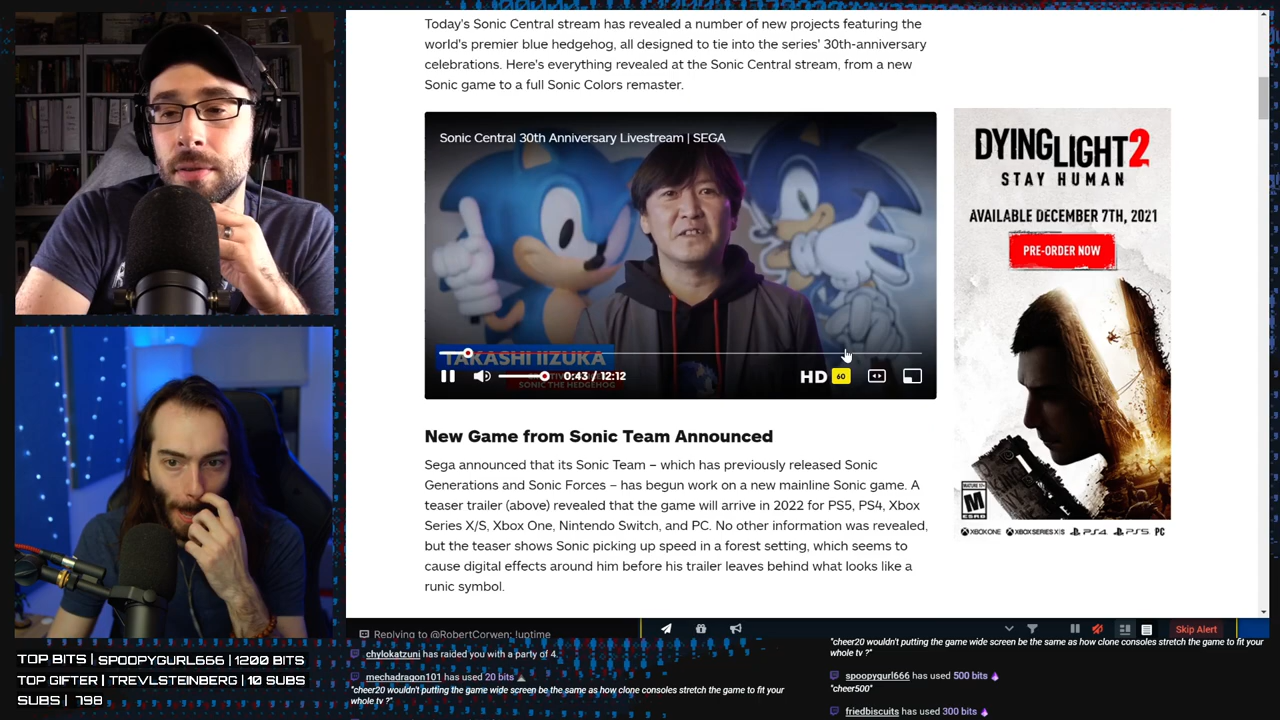 Today's Sonic Central stream has revealed a number of new projects featuring the
world's premier blue hedgehog, all designed to tie into the series' 30th-anniversary
celebrations. Here's everything revealed at the Sonic Central stream, from a new
Sonic game to a full Sonic Colors remaster.
Sonic Central 30th Anniversary Livestream | SEGA
TAKASHI IIZUKA
SONIC THE HEDGEHOG
0:43 / 12:12
HD 60
DYING LIGHT 2
STAY HUMAN
AVAILABLE DECEMBER 7TH, 2021
PRE-ORDER NOW
MATURE 17+
M
ESRB
XBOX ONE XBOX SERIES X|S PS4 PS5 PC
New Game from Sonic Team Announced
Sega announced that its Sonic Team – which has previously released Sonic
Generations and Sonic Forces – has begun work on a new mainline Sonic game. A
teaser trailer (above) revealed that the game will arrive in 2022 for PS5, PS4, Xbox
Series X/S, Xbox One, Nintendo Switch, and PC. No other information was revealed,
but the teaser shows Sonic picking up speed in a forest setting, which seems to
cause digital effects around him before his trailer leaves behind what looks like a
runic symbol.
Replying to @RobertCorwen: !uptime
Skip Alert
TOP BITS | SPOOPYGURL666 | 1200 BITS
TOP GIFTER | TREVLSTEINBERG | 10 SUBS
SUBS | 798
chylokatzuni has raided you with a party of 4.
mechadragon101 has used 20 bits
"cheer20 wouldn't putting the game wide screen be the same as how clone consoles stretch the game to fit your
whole tv ?"
"cheer20 wouldn't putting the game wide screen be the same as how clone consoles stretch the game to fit your
whole tv ?"
spoopygurl666 has used 500 bits
"cheer500"
friedbiscuits has used 300 bits